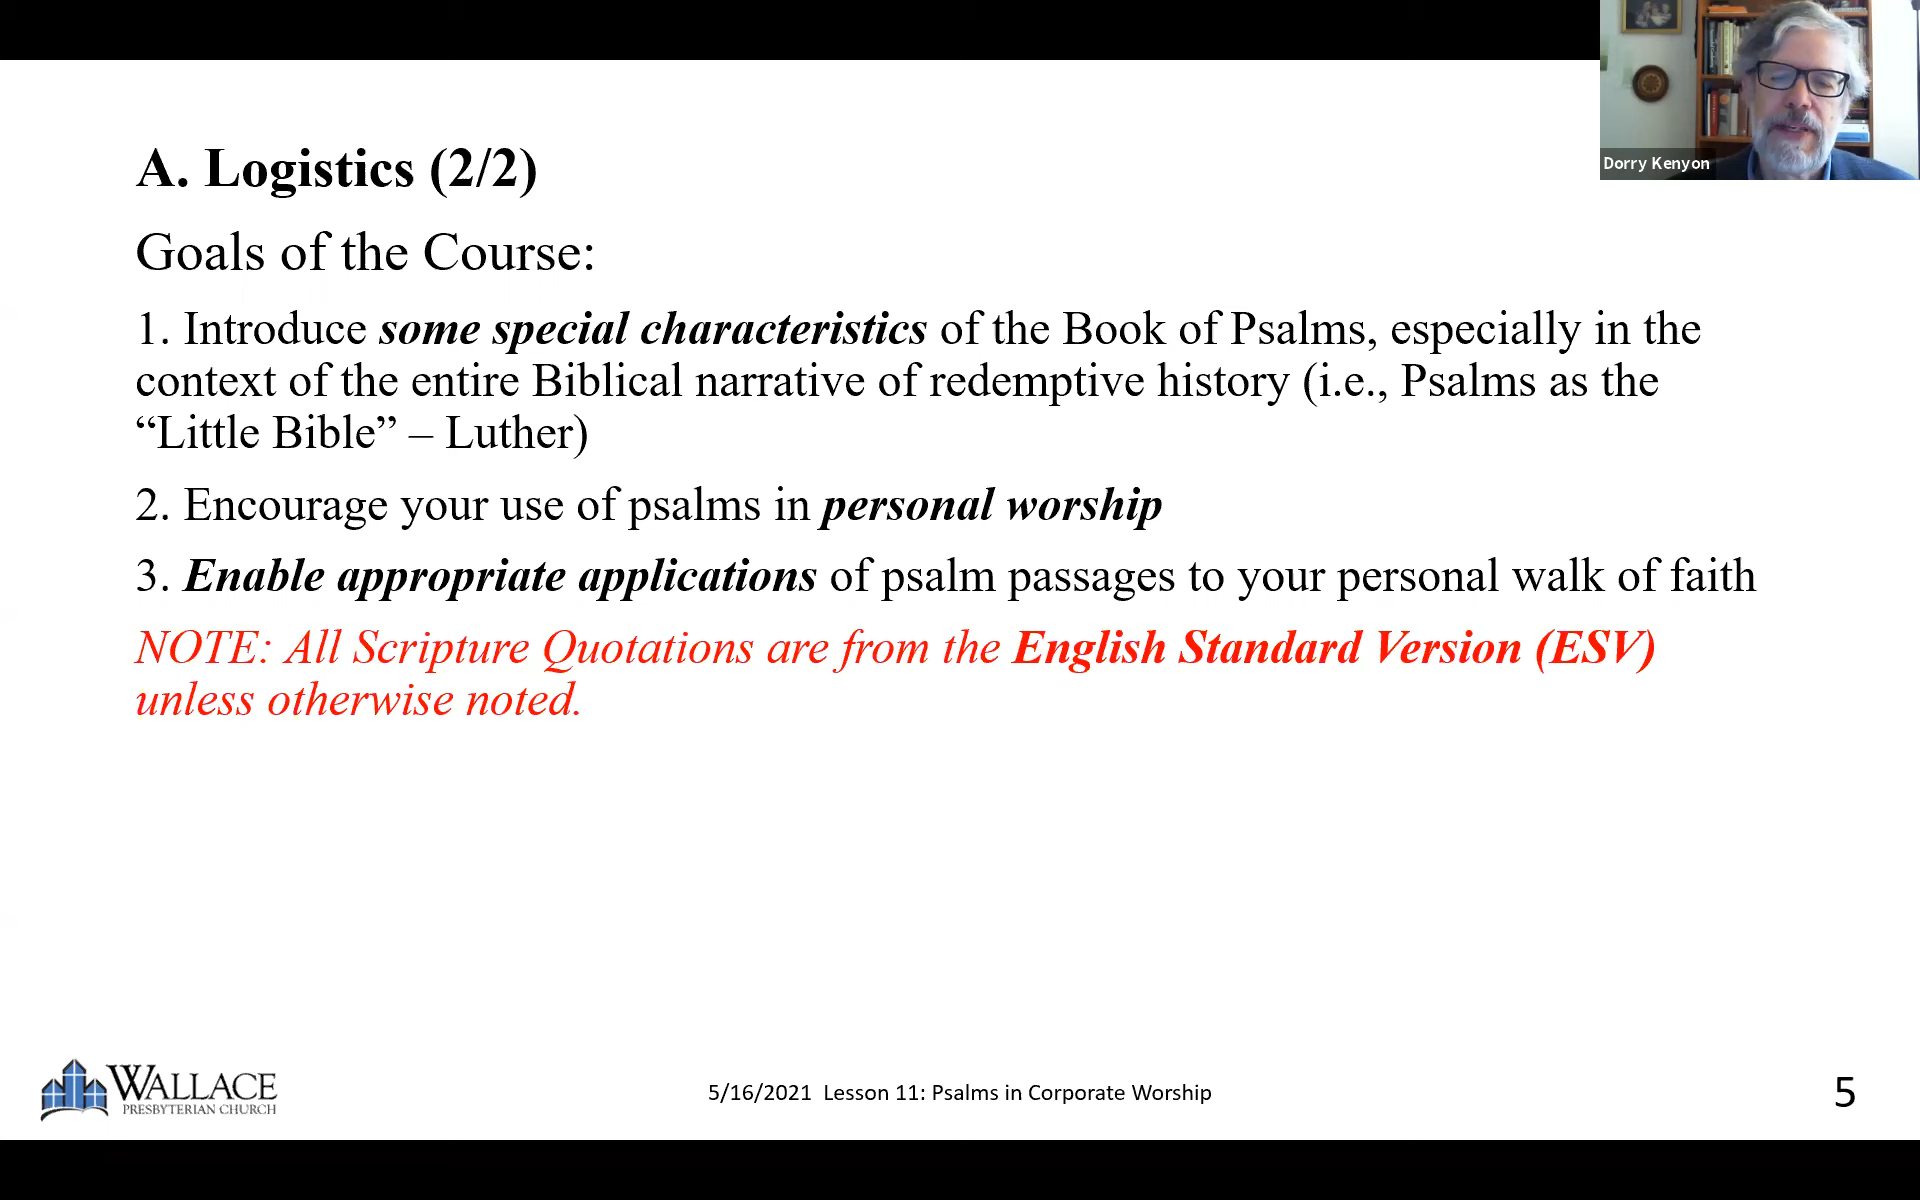 A. Logistics (2/2)
Dorry Kenyon
Goals of the Course:
1. Introduce some special characteristics of the Book of Psalms, especially in the
context of the entire Biblical narrative of redemptive history (i.e., Psalms as the
“Little Bible” – Luther)
2. Encourage your use of psalms in personal worship
3. Enable appropriate applications of psalm passages to your personal walk of faith
NOTE: All Scripture Quotations are from the English Standard Version (ESV)
unless otherwise noted.
WALLACE
PRESBYTERIAN CHURCH
5/16/2021 Lesson 11: Psalms in Corporate Worship
5